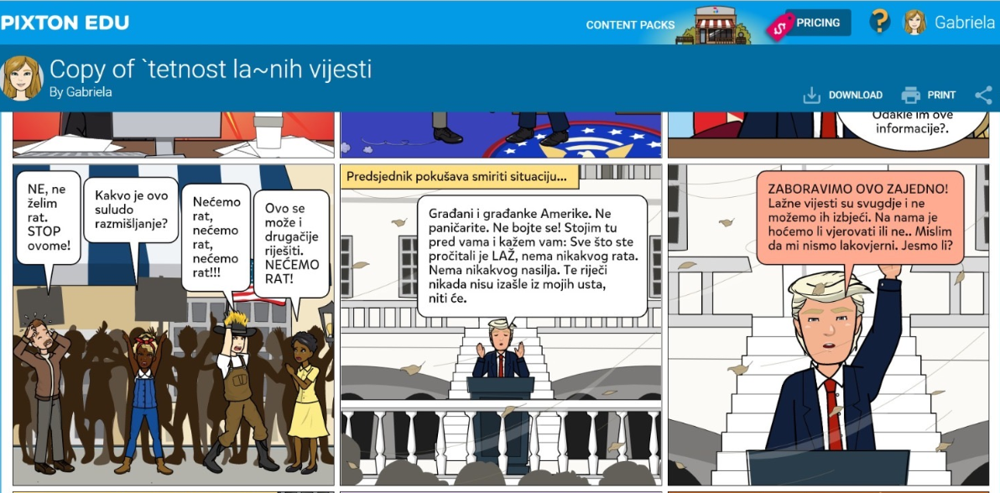 PIXTON EDU
CONTENT PACKS
PRICING
?
Gabriela
Copy of `tetnost la~nih vijesti
By Gabriela
DOWNLOAD
PRINT
Odakle im ove
informacije?.
NE, ne
želim
rat.
STOP
ovome!
Kakvo je ovo
suludo
razmišljanje?
Nećemo
rat,
nećemo
rat,
nećemo
rat!!!
Ovo se
može i
drugačije
riješiti.
NEĆEMO
RAT!
Predsjednik pokušava smiriti situaciju...
Građani i građanke Amerike. Ne
paničarite. Ne bojte se! Stojim tu
pred vama i kažem vam: Sve što ste
pročitali je LAŽ, nema nikakvog rata.
Nema nikakvog nasilja. Te riječi
nikada nisu izašle iz mojih usta,
niti će.
ZABORAVIMO OVO ZAJEDNO!
Lažne vijesti su svugdje i ne
možemo ih izbjeći. Na nama je
hoćemo li vjerovati ili ne.. Mislim
da mi nismo lakovjerni. Jesmo li?